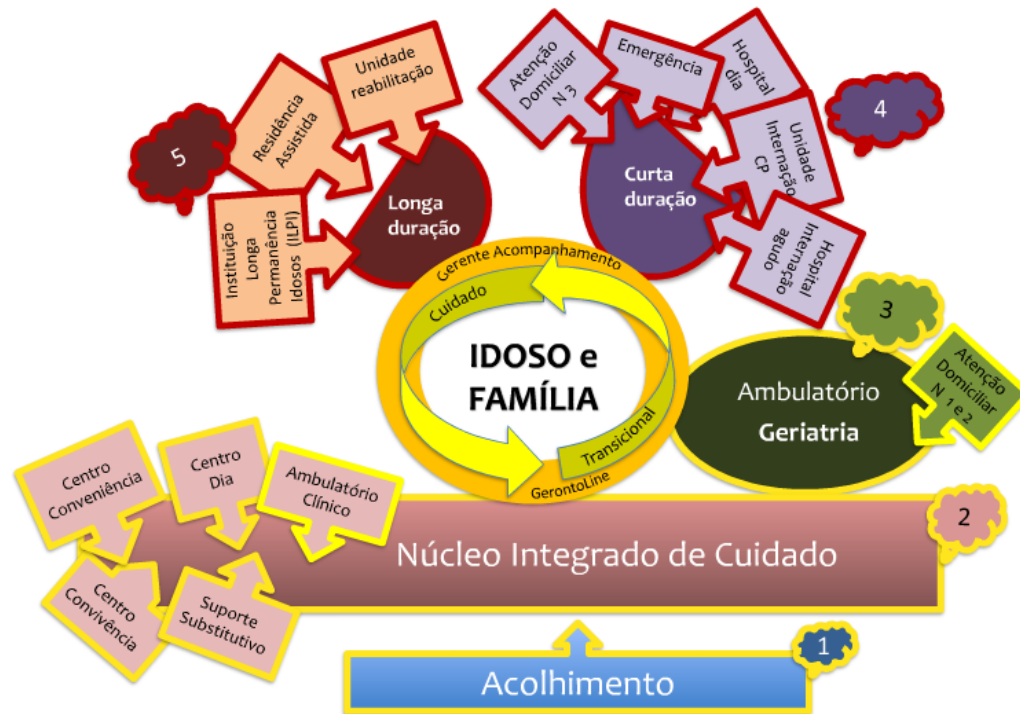 5
Instituição
Longa
Permanência
Idosos (ILPI)
Residência
Assistida
Unidade
reabilitação
Longa
duração
Atenção
Domiciliar
N 3
Emergência
Hospital
dia
Unidade
Internação
CP
Hospital
Internação
agudo
Curta
duração
4
Gerente Acompanhamento
Cuidado
IDOSO e
FAMÍLIA
Transicional
GerontoLine
3
Atenção
Domiciliar
N 1 e 2
Ambulatório
Geriatria
Centro
Conveniência
Centro
Dia
Ambulatório
Clínico
Centro
Convivência
Suporte
Substitutivo
Núcleo Integrado de Cuidado
2
Acolhimento
1